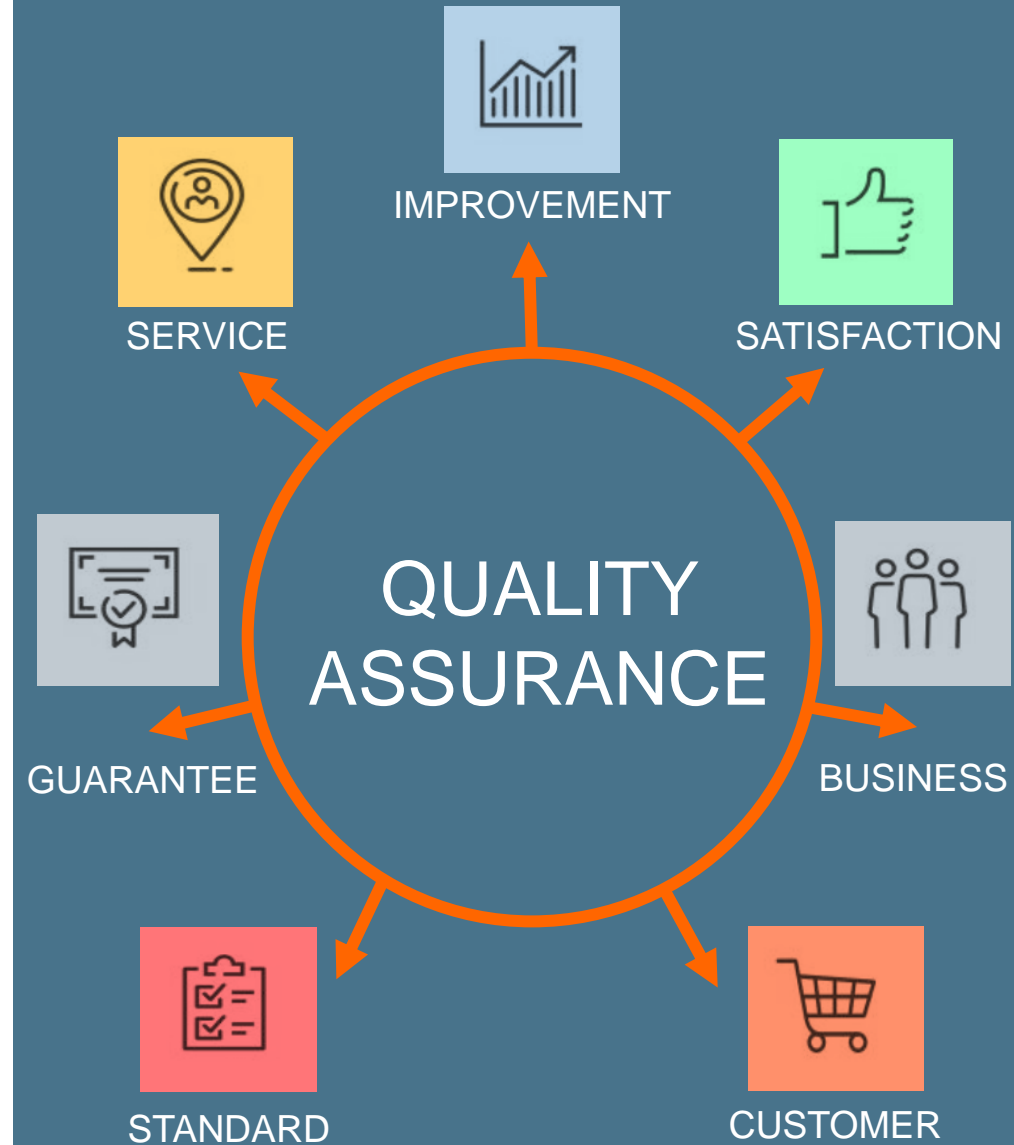 IMPROVEMENT
SERVICE
SATISFACTION
QUALITY
ASSURANCE
GUARANTEE
BUSINESS
STANDARD
CUSTOMER